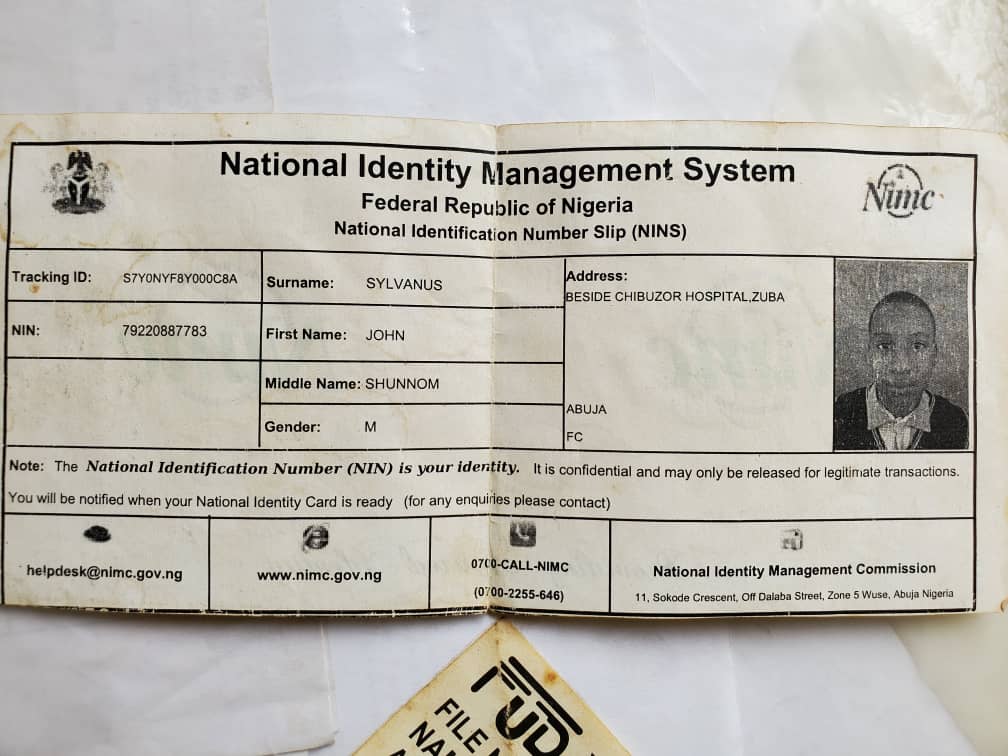 National Identity Management System
Federal Republic of Nigeria
National Identification Number Slip (NINS)
Nimc
Tracking ID: S7Y0NYF8Y000C8A
Surname: SYLVANUS
Address:
BESIDE CHIBUZOR HOSPITAL,ZUBA
NIN: 79220887783
First Name: JOHN
Middle Name: SHUNNOM
Gender: M
ABUJA
FC
Note: The National Identification Number (NIN) is your identity. It is confidential and may only be released for legitimate transactions.
You will be notified when your National Identity Card is ready (for any enquiries please contact)
helpdesk@nimc.gov.ng
www.nimc.gov.ng
0700-CALL-NIMC
(0700-2255-646)
National Identity Management Commission
11, Sokode Crescent, Off Dalaba Street, Zone 5 Wuse, Abuja Nigeria
FUD
FILE